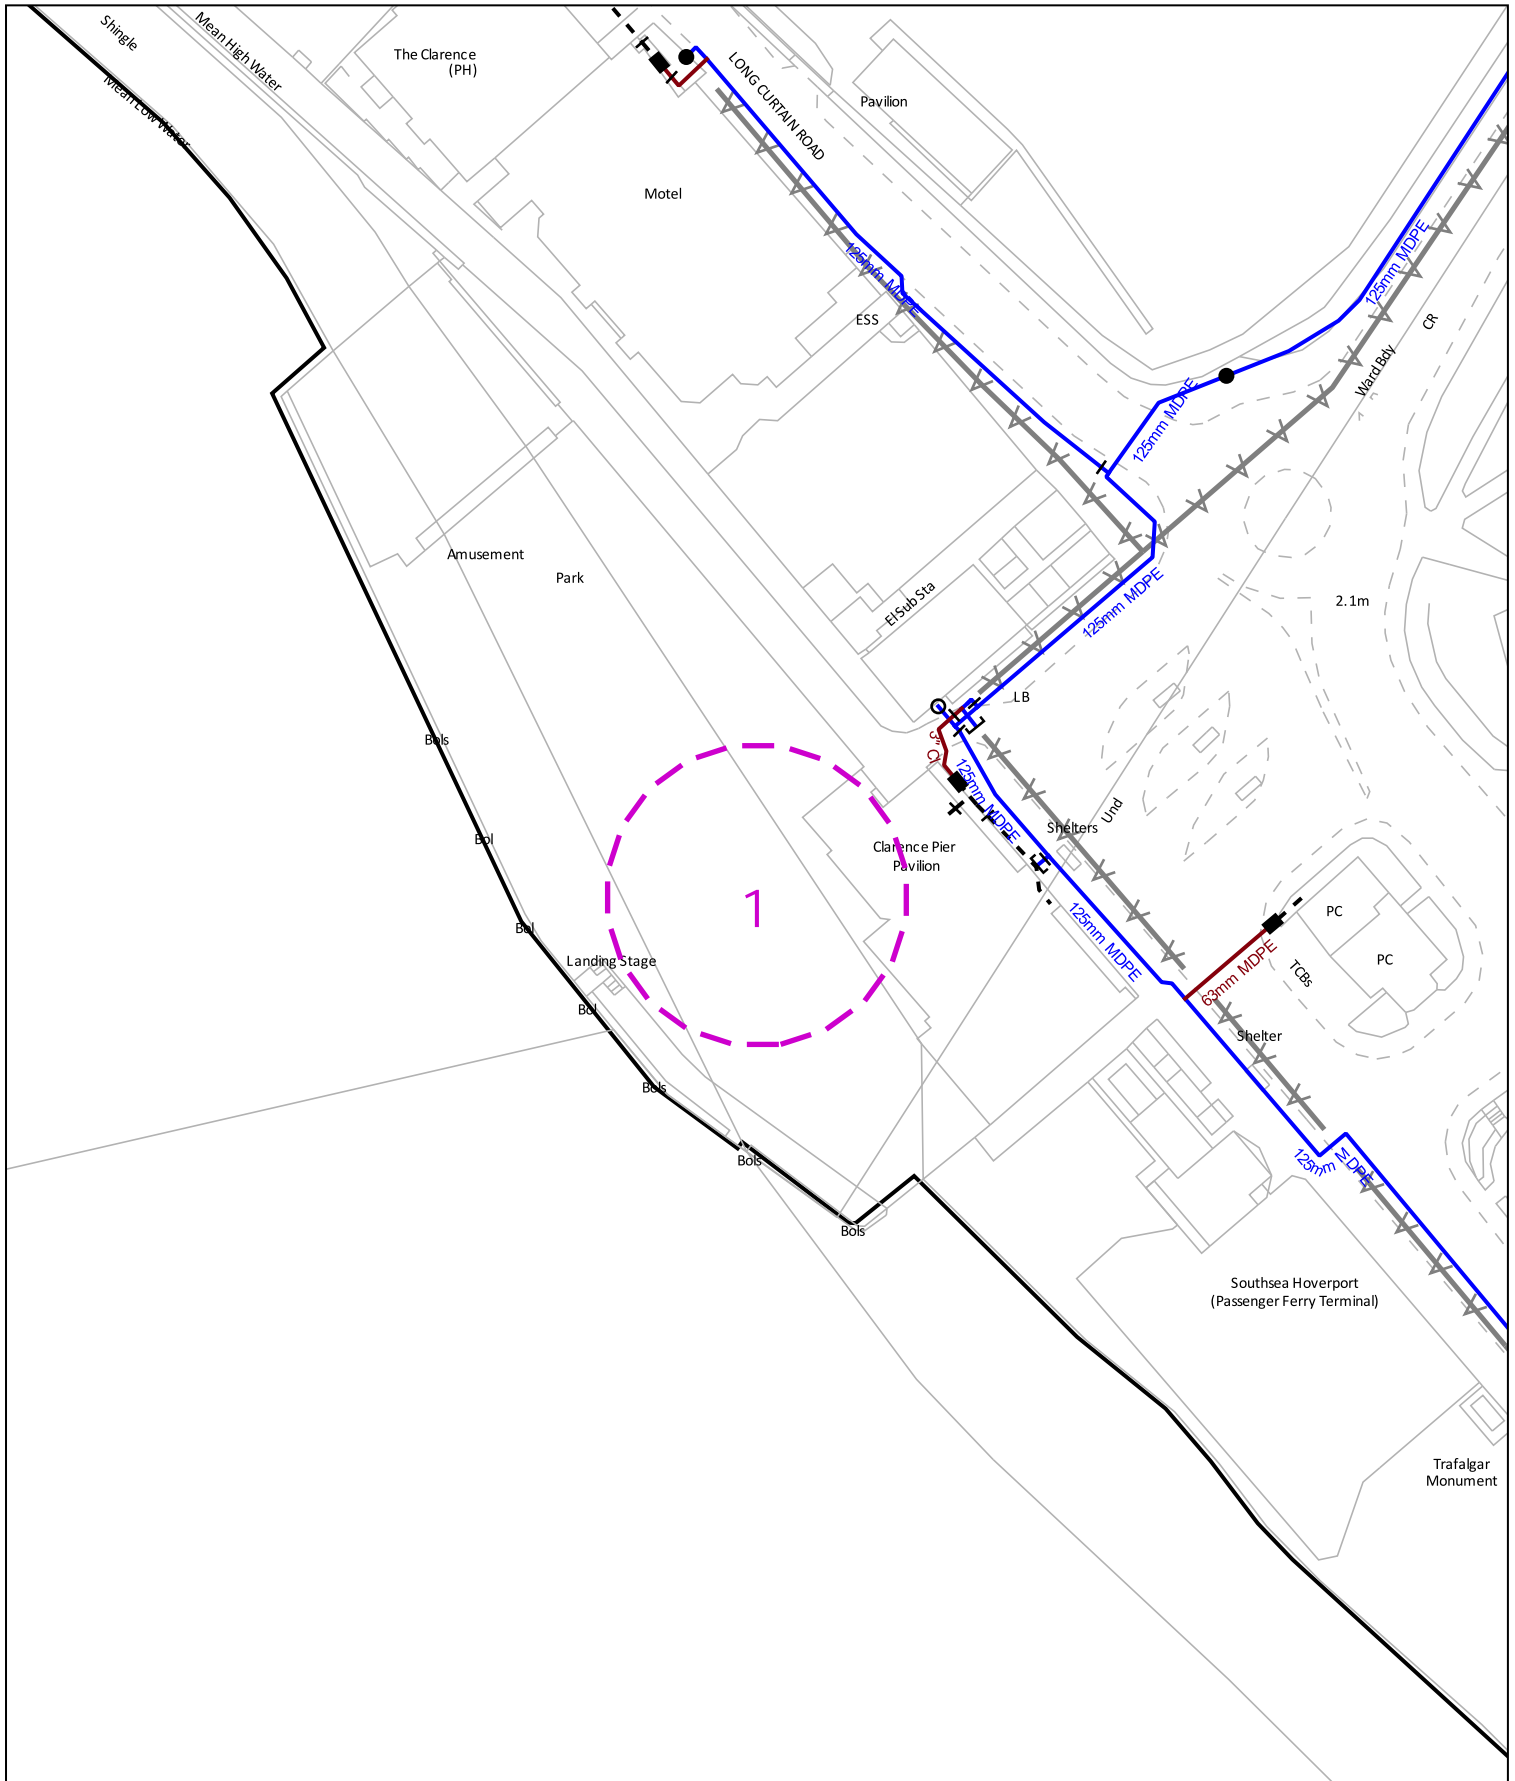 Shingle
Mean High Water
The Clarence
(PH)
LONG CURTAIN ROAD
Pavilion
Mean Low Water
Motel
125mm MDPE
125mm MDPE
ESS
CR
Ward Bdy
125mm MDPE
Amusement
Park
El Sub Sta
125mm MDPE
2.1m
LB
Bols
3" CI
125mm MDPE
Und
Shelters
Bol
Clarence Pier
Pavilion
1
PC
Bol
125mm MDPE
Landing Stage
63mm MDPE
TCBs
PC
Bol
Shelter
Bols
Bols
125mm MDPE
Bols
Southsea Hoverport
(Passenger Ferry Terminal)
Trafalgar
Monument